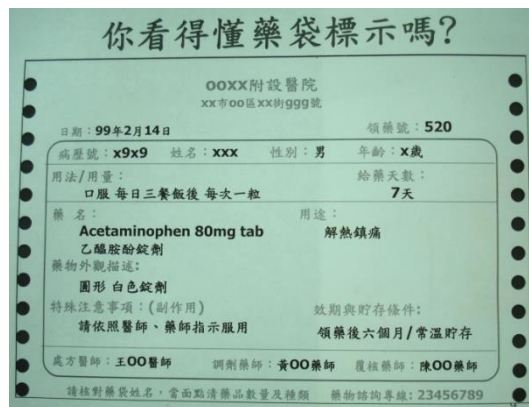 你看得懂藥袋標示嗎?
OOXX附設醫院
xx市oo區xx街ggg號
日期：99年2月14日 領藥號：520
病歷號：x9x9 姓名：xxx 性別：男 年齡：x歲
用法/用量： 給藥天數：
口服 每日三餐飯後 每次一粒 7天
藥 名： 用途：
Acetaminophen 80mg tab 解熱鎮痛
乙醯胺酚錠劑
藥物外觀描述:
圓形 白色錠劑
特殊注意事項：(副作用) 效期與貯存條件:
請依照醫師、藥師指示服用 領藥後六個月/常溫貯存
處方醫師：王OO醫師 調劑藥師：黃OO藥師 覆核藥師：陳OO藥師
請核對藥袋姓名，當面點清藥品數量及種類 藥物諮詢專線: 23456789